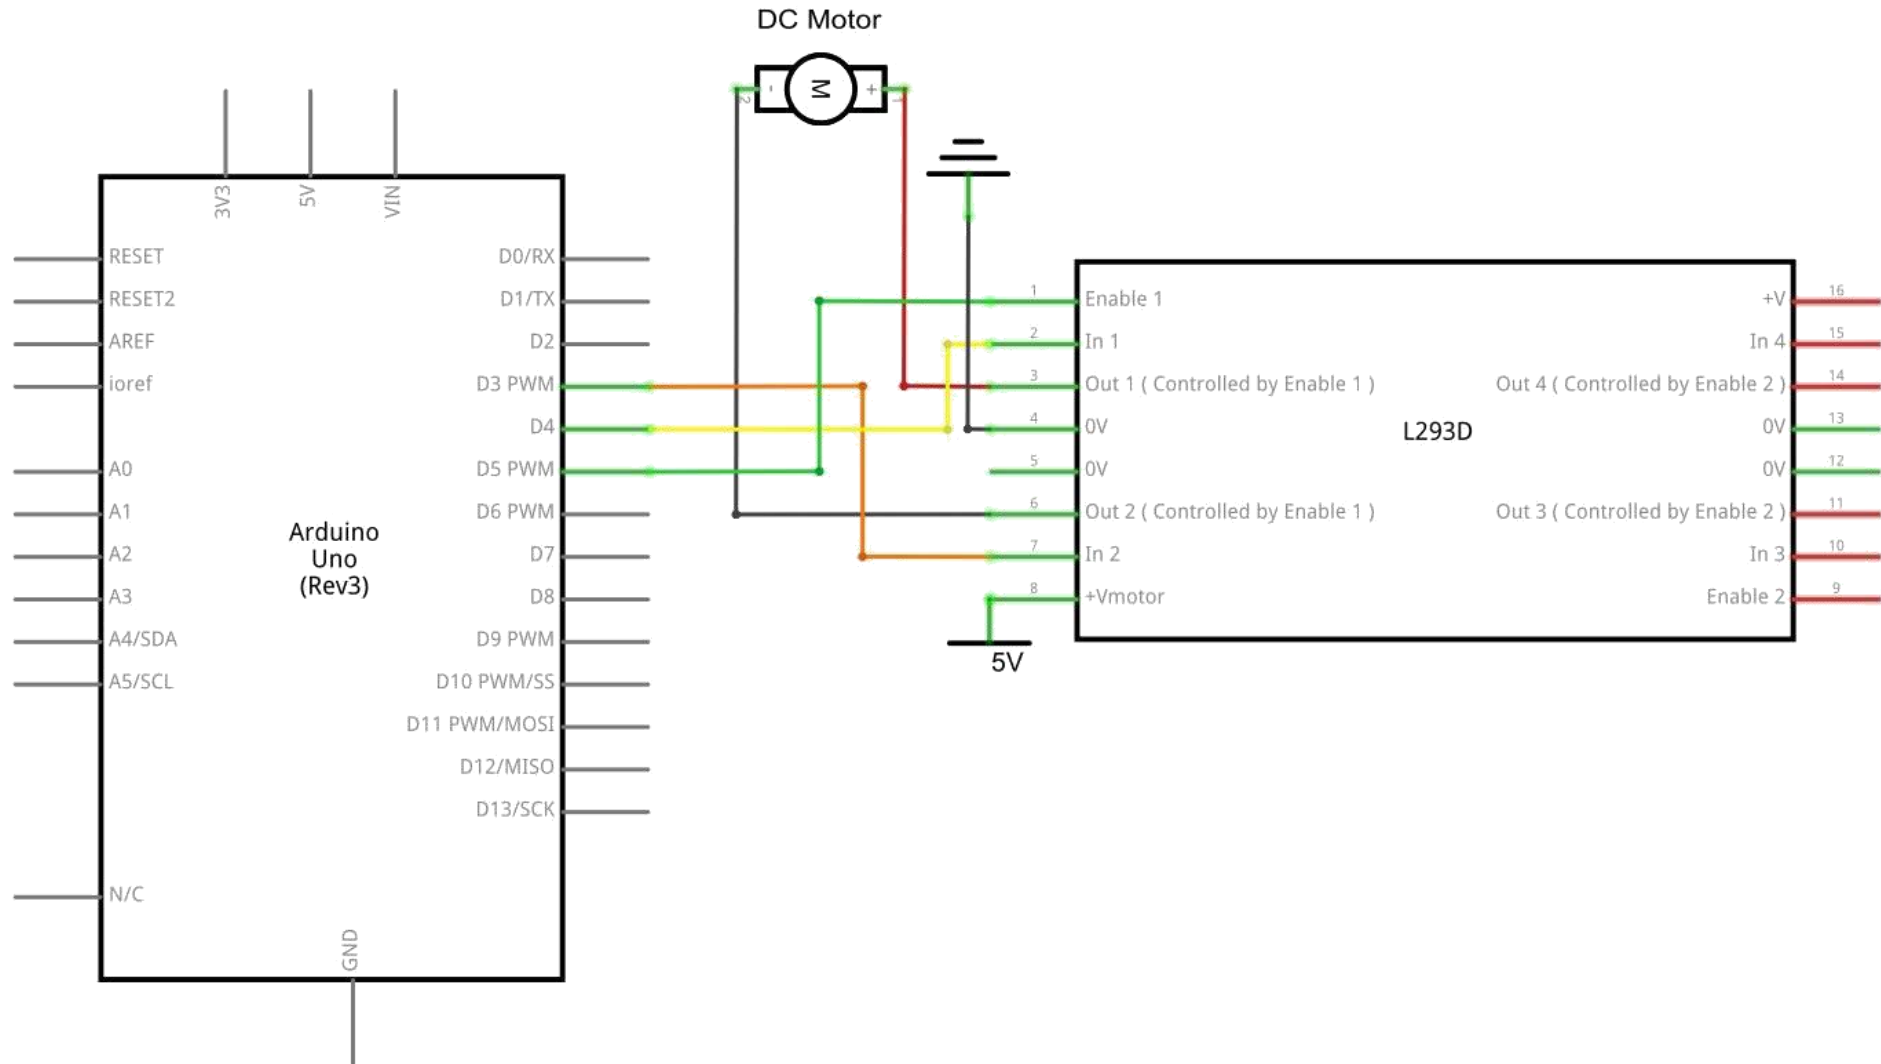 DC Motor
2
-
M
+
1
3V3
5V
VIN
RESET
RESET2
AREF
ioref
A0
A1
A2
A3
A4/SDA
A5/SCL
N/C
Arduino
Uno
(Rev3)
D0/RX
D1/TX
D2
D3 PWM
D4
D5 PWM
D6 PWM
D7
D8
D9 PWM
D10 PWM/SS
D11 PWM/MOSI
D12/MISO
D13/SCK
GND
1 Enable 1
2 In 1
3 Out 1 ( Controlled by Enable 1 )
4 0V
5 0V
6 Out 2 ( Controlled by Enable 1 )
7 In 2
8 +Vmotor
5V
L293D
+V 16
In 4 15
Out 4 ( Controlled by Enable 2 ) 14
0V 13
0V 12
Out 3 ( Controlled by Enable 2 ) 11
In 3 10
Enable 2 9